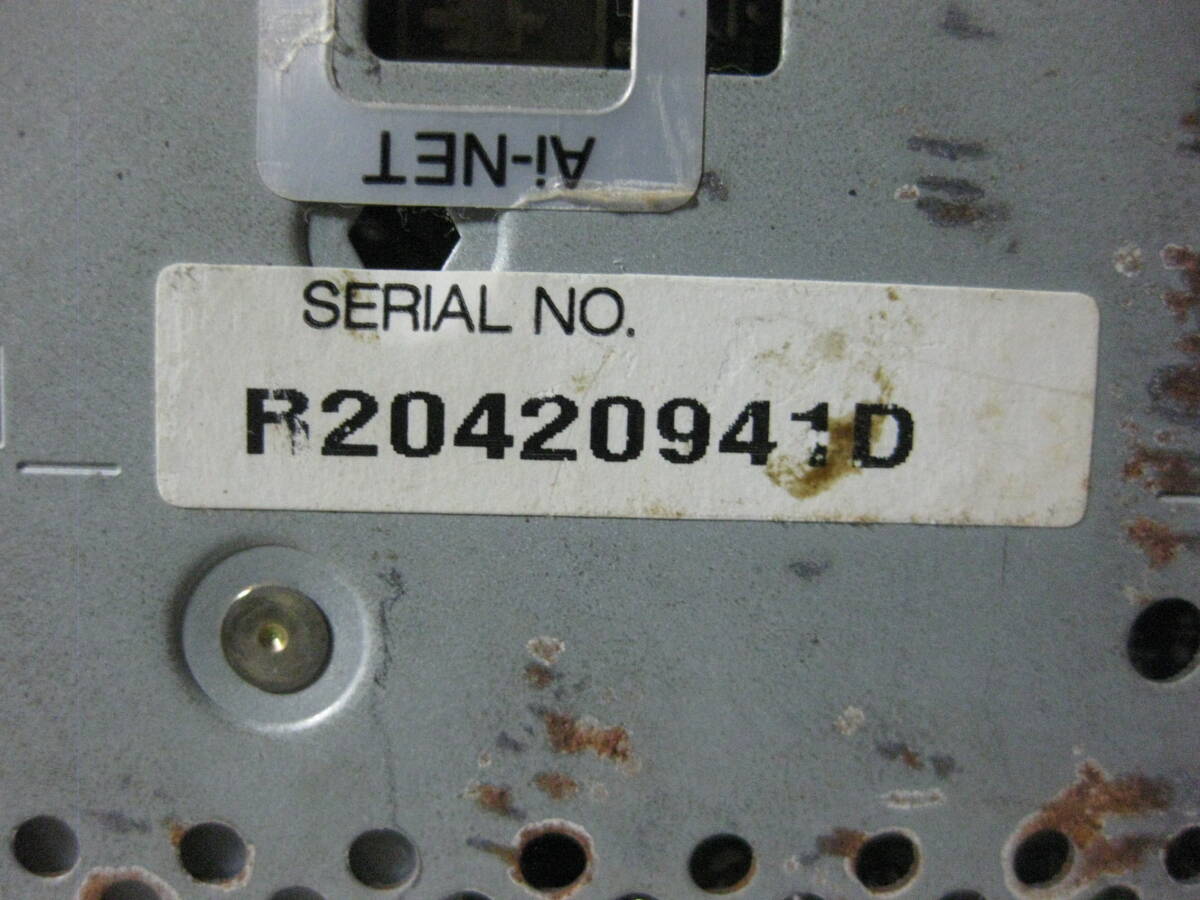 Ai-NET
SERIAL NO.
R20420941D